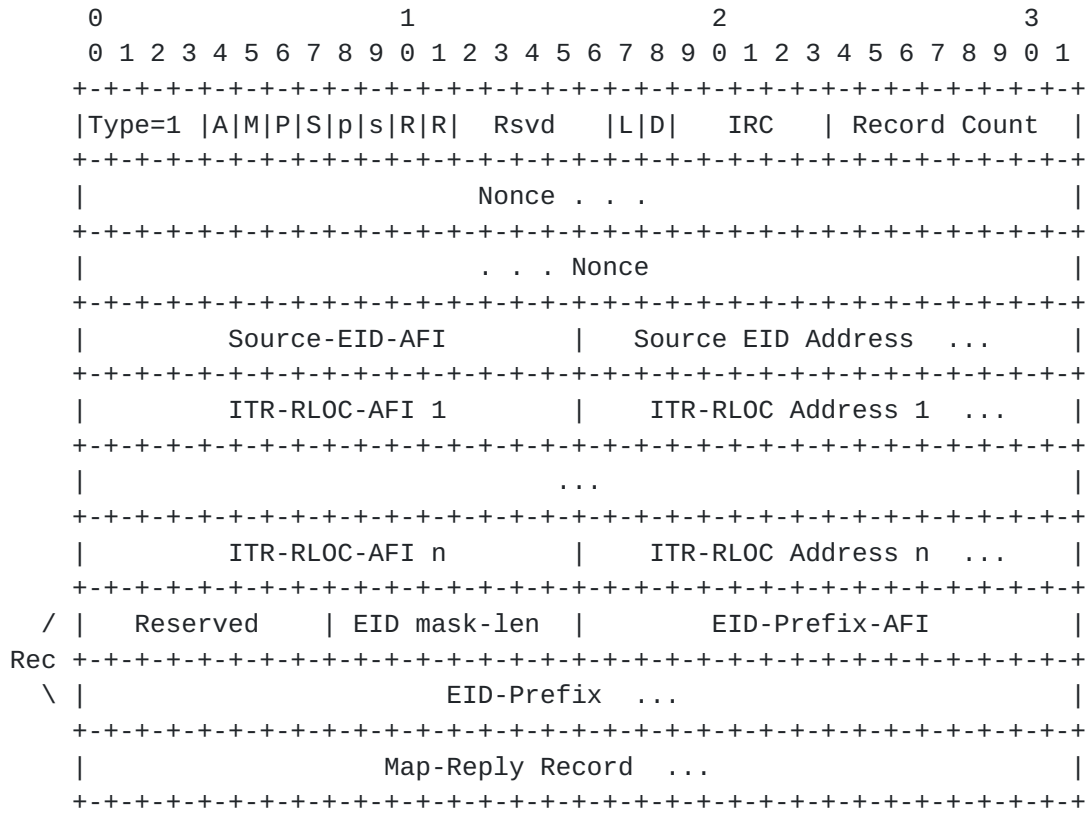 0                   1                   2                   3
        0 1 2 3 4 5 6 7 8 9 0 1 2 3 4 5 6 7 8 9 0 1 2 3 4 5 6 7 8 9 0 1
       +-+-+-+-+-+-+-+-+-+-+-+-+-+-+-+-+-+-+-+-+-+-+-+-+-+-+-+-+-+-+-+-+
       |Type=1 |A|M|P|S|p|s|R|R|  Rsvd   |L|D|   IRC   | Record Count  |
       +-+-+-+-+-+-+-+-+-+-+-+-+-+-+-+-+-+-+-+-+-+-+-+-+-+-+-+-+-+-+-+-+
       |                         Nonce . . .                           |
       +-+-+-+-+-+-+-+-+-+-+-+-+-+-+-+-+-+-+-+-+-+-+-+-+-+-+-+-+-+-+-+-+
       |                         . . . Nonce                           |
       +-+-+-+-+-+-+-+-+-+-+-+-+-+-+-+-+-+-+-+-+-+-+-+-+-+-+-+-+-+-+-+-+
       |         Source-EID-AFI        |   Source EID Address  ...     |
       +-+-+-+-+-+-+-+-+-+-+-+-+-+-+-+-+-+-+-+-+-+-+-+-+-+-+-+-+-+-+-+-+
       |         ITR-RLOC-AFI 1        |    ITR-RLOC Address 1  ...    |
       +-+-+-+-+-+-+-+-+-+-+-+-+-+-+-+-+-+-+-+-+-+-+-+-+-+-+-+-+-+-+-+-+
       |                              ...                              |
       +-+-+-+-+-+-+-+-+-+-+-+-+-+-+-+-+-+-+-+-+-+-+-+-+-+-+-+-+-+-+-+-+
       |         ITR-RLOC-AFI n        |    ITR-RLOC Address n  ...    |
       +-+-+-+-+-+-+-+-+-+-+-+-+-+-+-+-+-+-+-+-+-+-+-+-+-+-+-+-+-+-+-+-+
     / |   Reserved    | EID mask-len  |        EID-Prefix-AFI         |
   Rec +-+-+-+-+-+-+-+-+-+-+-+-+-+-+-+-+-+-+-+-+-+-+-+-+-+-+-+-+-+-+-+-+
     \ |                       EID-Prefix  ...                         |
       +-+-+-+-+-+-+-+-+-+-+-+-+-+-+-+-+-+-+-+-+-+-+-+-+-+-+-+-+-+-+-+-+
       |                   Map-Reply Record  ...                       |
       +-+-+-+-+-+-+-+-+-+-+-+-+-+-+-+-+-+-+-+-+-+-+-+-+-+-+-+-+-+-+-+-+